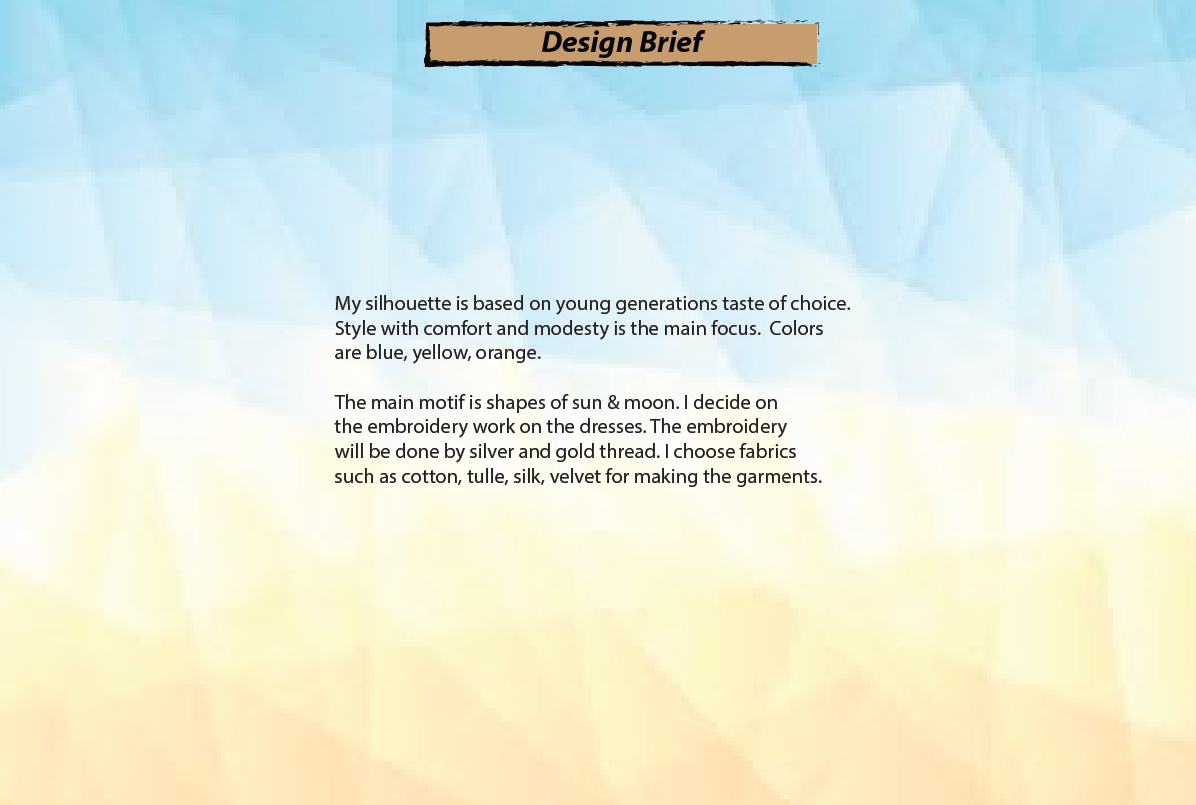 Design Brief
My silhouette is based on young generations taste of choice.
Style with comfort and modesty is the main focus.  Colors
are blue, yellow, orange.
The main motif is shapes of sun & moon. I decide on
the embroidery work on the dresses. The embroidery
will be done by silver and gold thread. I choose fabrics
such as cotton, tulle, silk, velvet for making the garments.